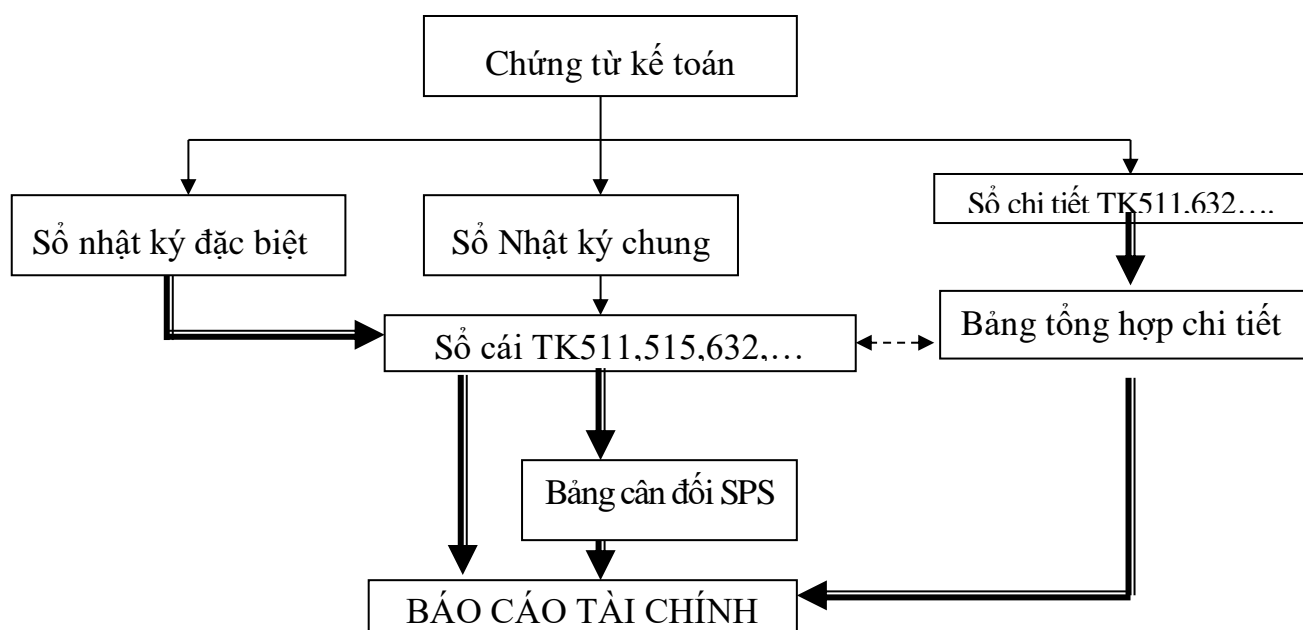 Chứng từ kế toán
Sổ nhật ký đặc biệt
Sổ Nhật ký chung
Sổ chi tiết TK511,632….
Sổ cái TK511,515,632,…
Bảng tổng hợp chi tiết
Bảng cân đối SPS
BÁO CÁO TÀI CHÍNH